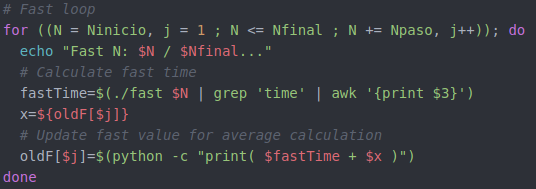 # Fast loop
for ((N = Ninicio, j = 1 ; N <= Nfinal ; N += Npaso, j++)); do
echo "Fast N: $N / $Nfinal..."
# Calculate fast time
fastTime=$(./fast $N | grep 'time' | awk '{print $3}')
x=${oldF[$j]}
# Update fast value for average calculation
oldF[$j]=$(python -c "print( $fastTime + $x )")
done